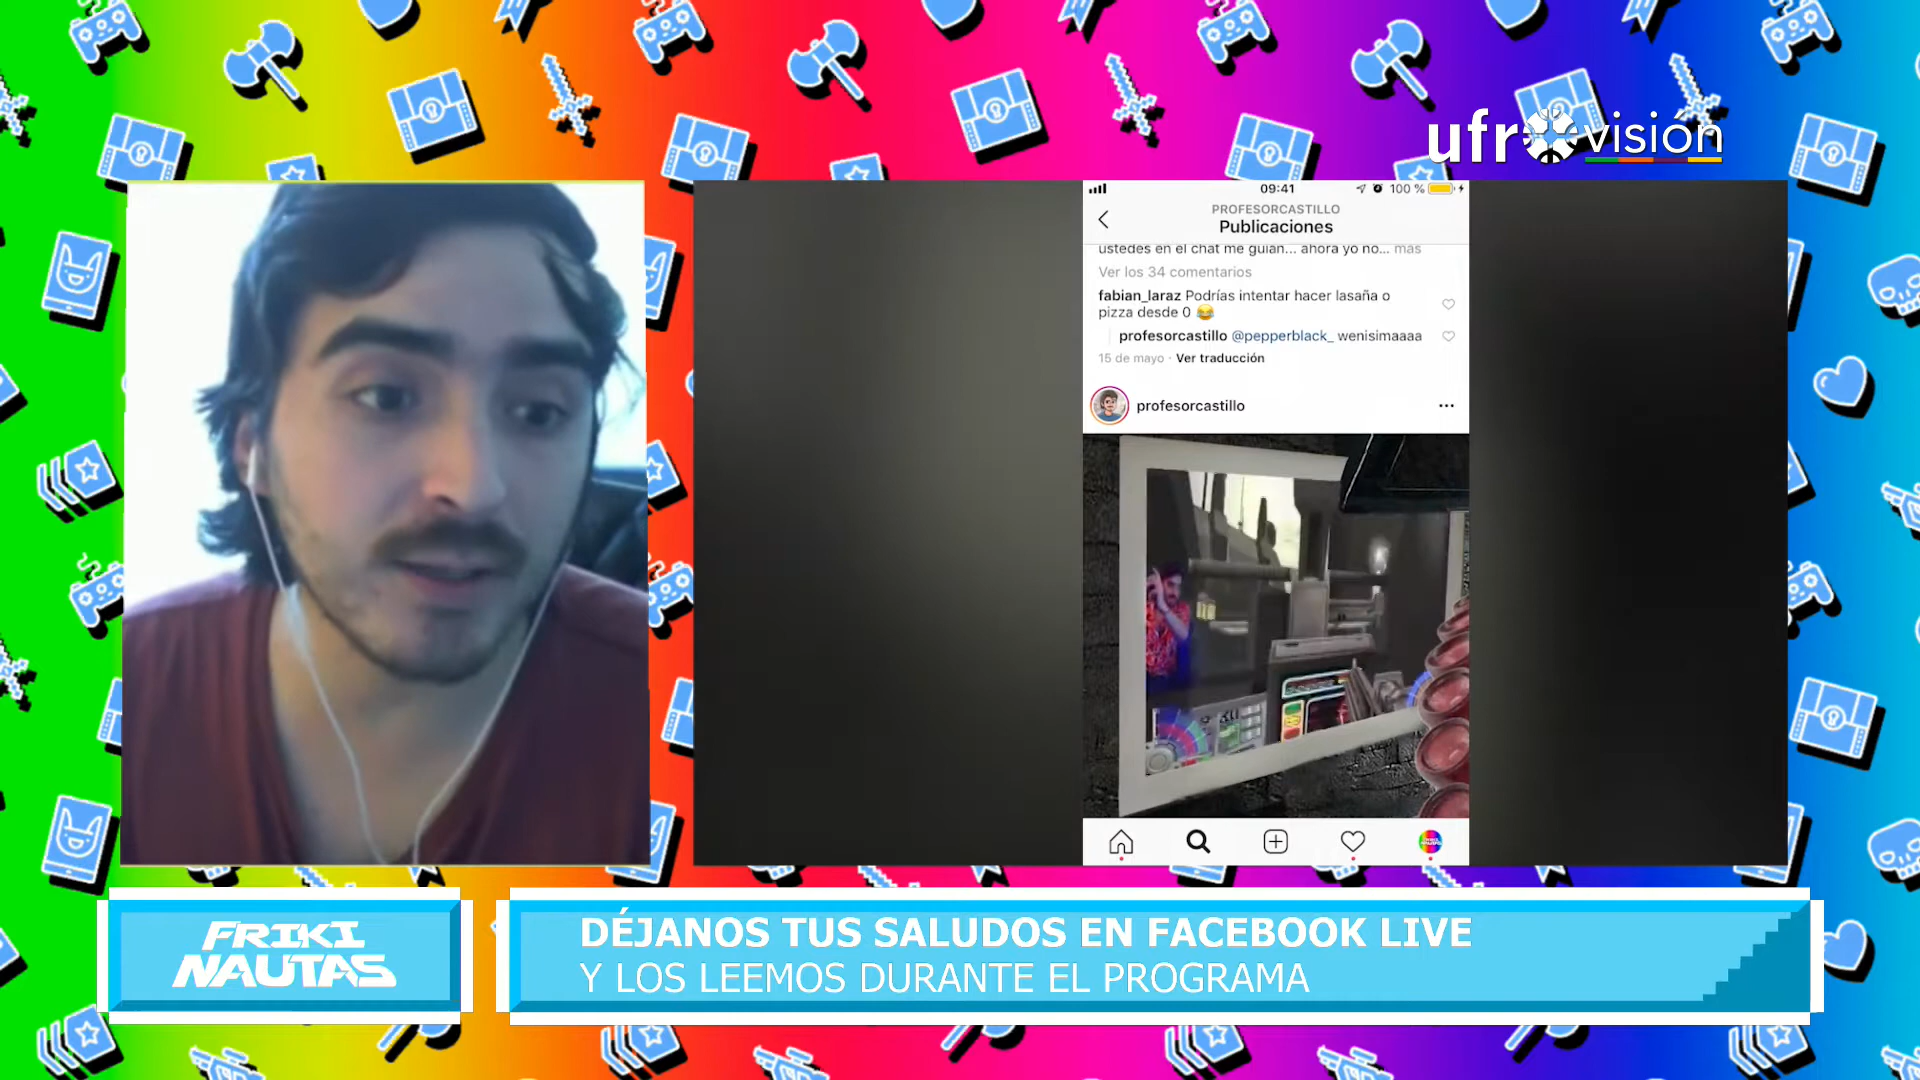 ufrovisión
09:41
100 %
PROFESORCASTILLO
Publicaciones
ustedes en el chat me guían... ahora yo no... más
Ver los 34 comentarios
fabian_laraz Podrías intentar hacer lasaña o
pizza desde 0 😂
profesorcastillo @pepperblack_ wenisimaaaa
15 de mayo · Ver traducción
profesorcastillo
FRIKI
NAUTAS
DÉJANOS TUS SALUDOS EN FACEBOOK LIVE
Y LOS LEEMOS DURANTE EL PROGRAMA